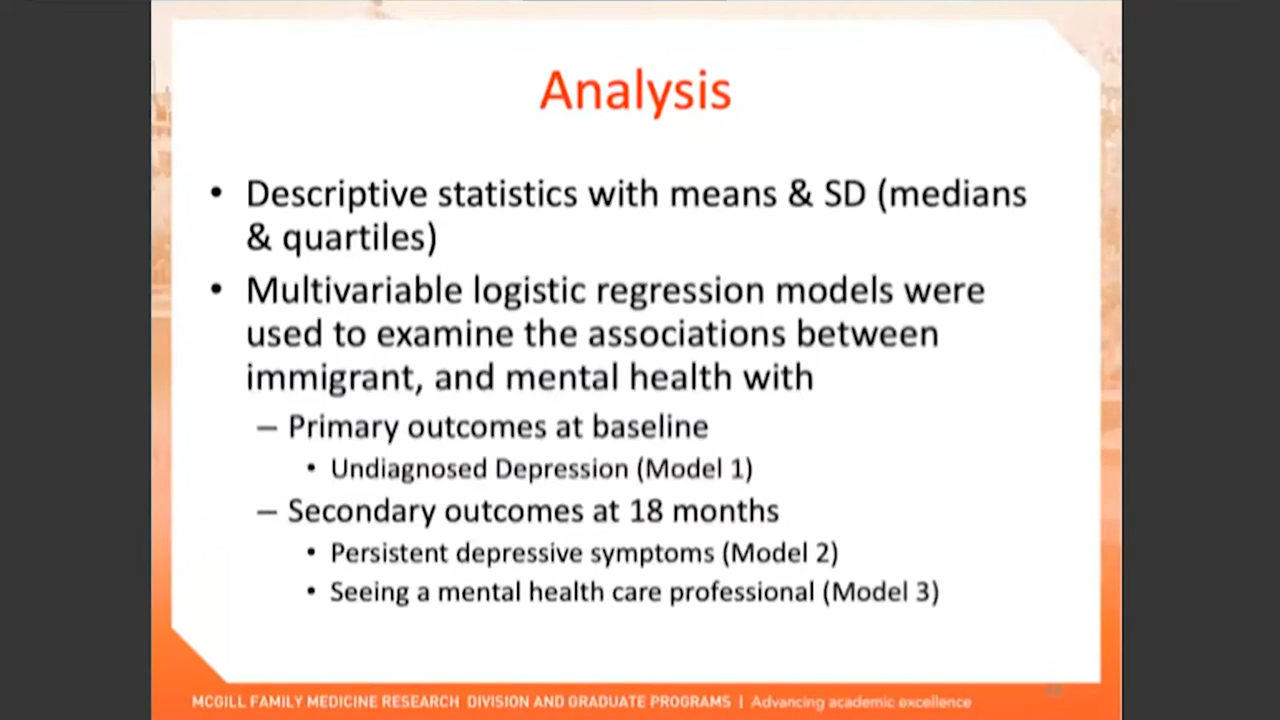 Analysis
• Descriptive statistics with means & SD (medians
& quartiles)
• Multivariable logistic regression models were
used to examine the associations between
immigrant, and mental health with
– Primary outcomes at baseline
• Undiagnosed Depression (Model 1)
– Secondary outcomes at 18 months
• Persistent depressive symptoms (Model 2)
• Seeing a mental health care professional (Model 3)
MCGILL FAMILY MEDICINE RESEARCH DIVISION AND GRADUATE PROGRAMS | Advancing academic excellence